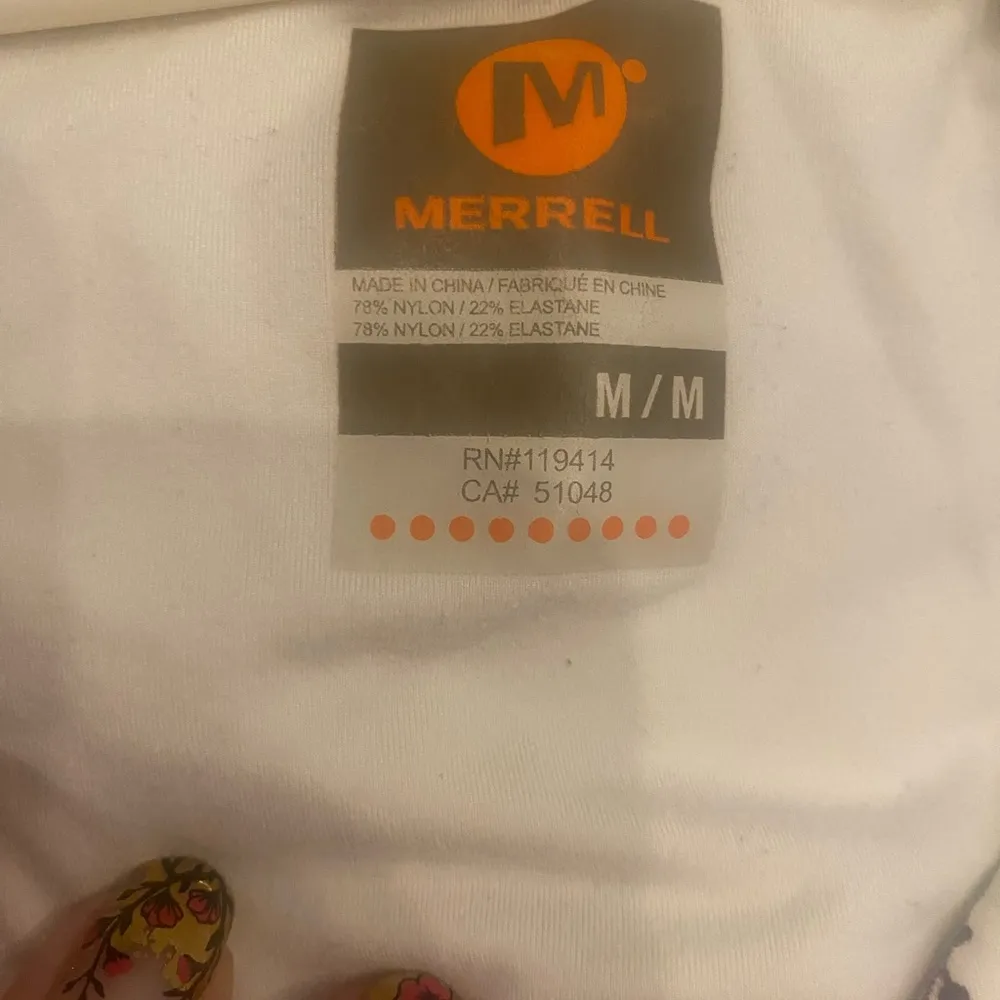 M
MERRELL
MADE IN CHINA / FABRIQUÉ EN CHINE
78% NYLON / 22% ELASTANE
78% NYLON / 22% ELASTANE
M / M
RN#119414
CA# 51048